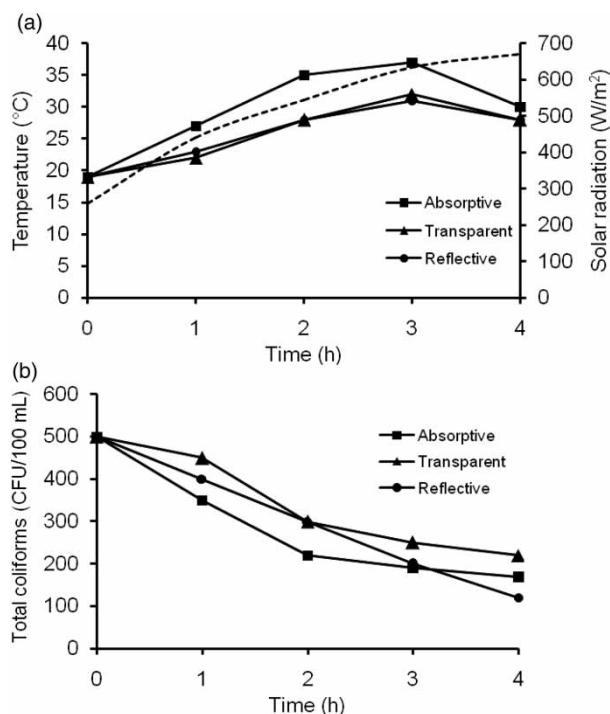 (a)
40
35
30
25
20
15
10
5
0
Temperature (°C)
700
600
500
400
300
200
100
0
Solar radiation (W/m²)
Absorptive
Transparent
Reflective
0 1 2 3 4
Time (h)
(b)
600
500
400
300
200
100
0
Total coliforms (CFU/100 mL)
Absorptive
Transparent
Reflective
0 1 2 3 4
Time (h)